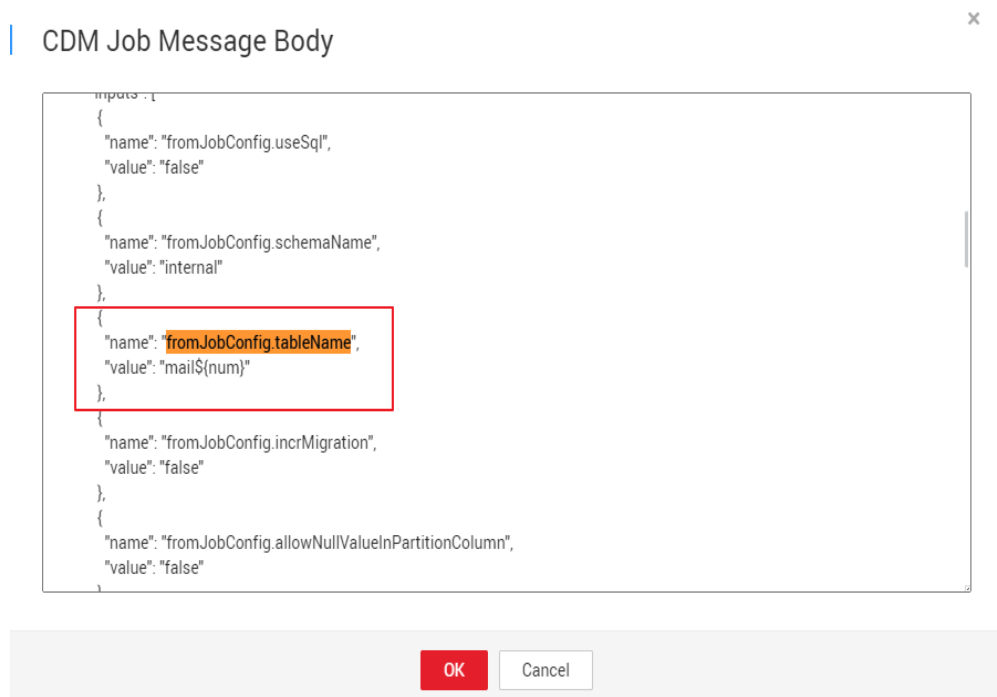 ×
CDM Job Message Body
"inputs": [
{
"name": "fromJobConfig.useSql",
"value": "false"
},
{
"name": "fromJobConfig.schemaName",
"value": "internal"
},
{
"name": "fromJobConfig.tableName",
"value": "mail${num}"
},
{
"name": "fromJobConfig.incrMigration",
"value": "false"
},
{
"name": "fromJobConfig.allowNullValueInPartitionColumn",
"value": "false"
}
OK Cancel